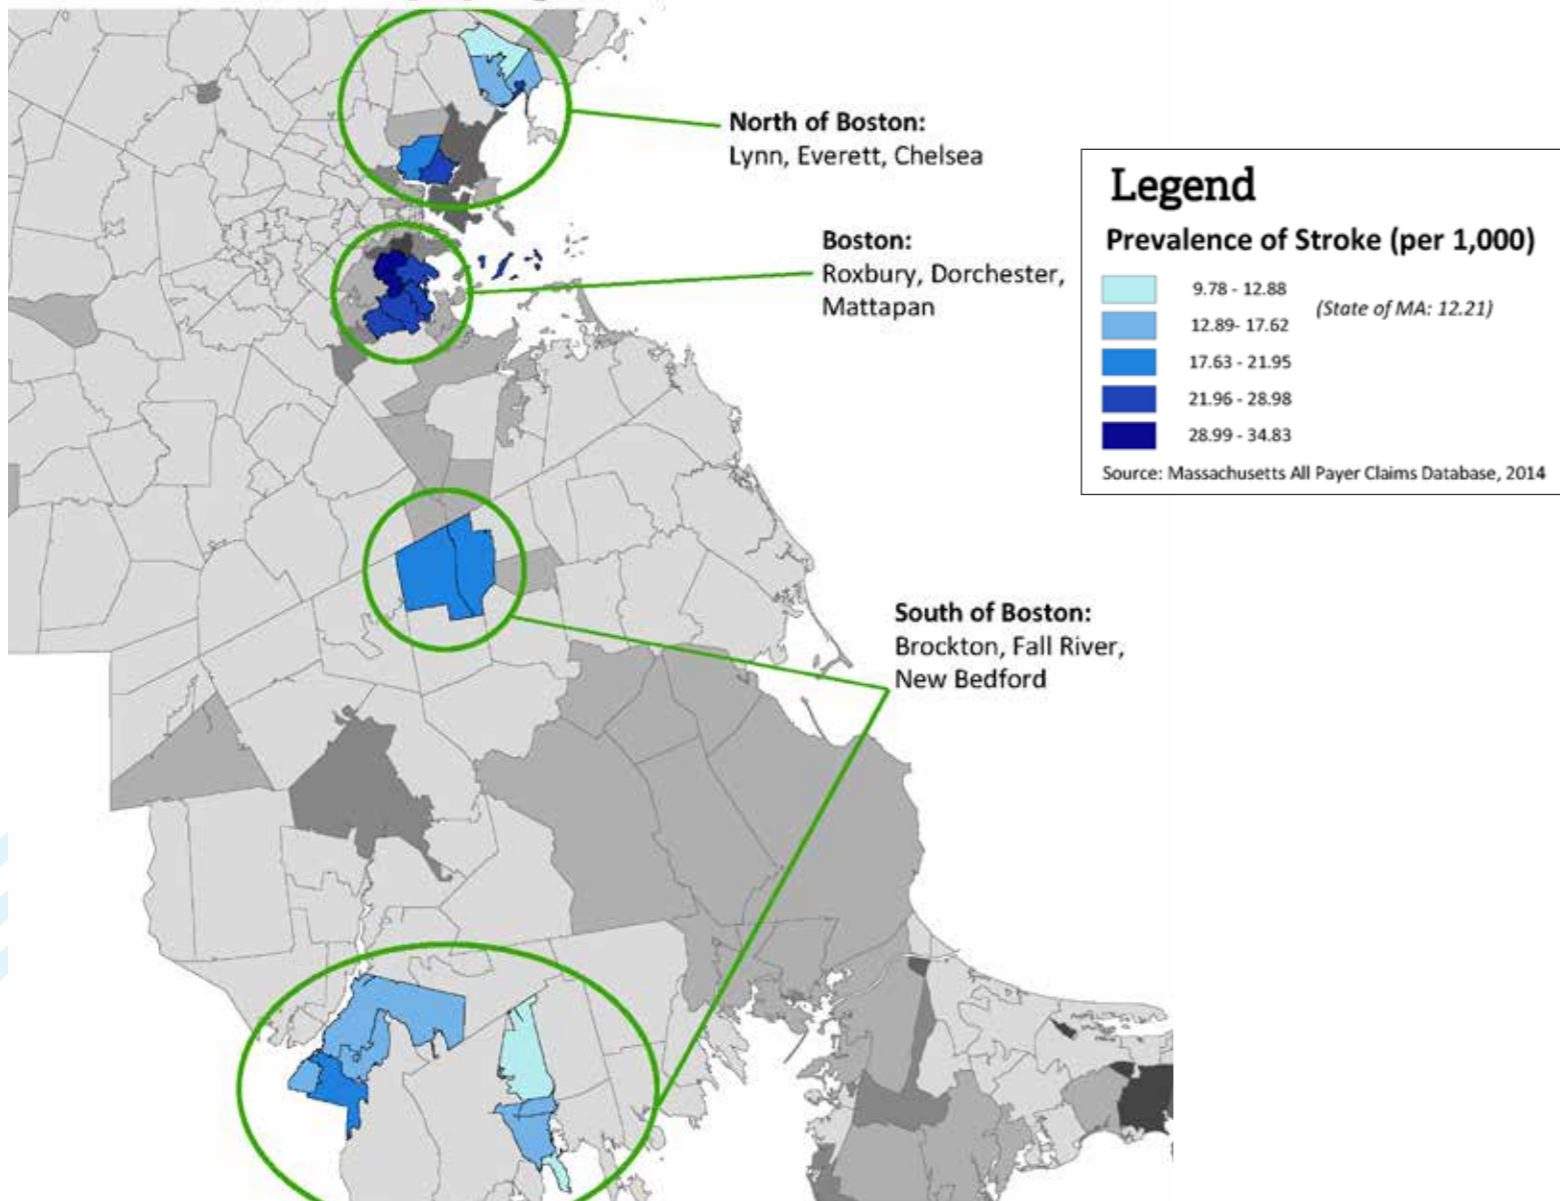 North of Boston:
Lynn, Everett, Chelsea
Boston:
Roxbury, Dorchester,
Mattapan
Legend
Prevalence of Stroke (per 1,000)
9.78 - 12.88
(State of MA: 12.21)
12.89- 17.62
17.63 - 21.95
21.96 - 28.98
28.99 - 34.83
Source: Massachusetts All Payer Claims Database, 2014
South of Boston:
Brockton, Fall River,
New Bedford